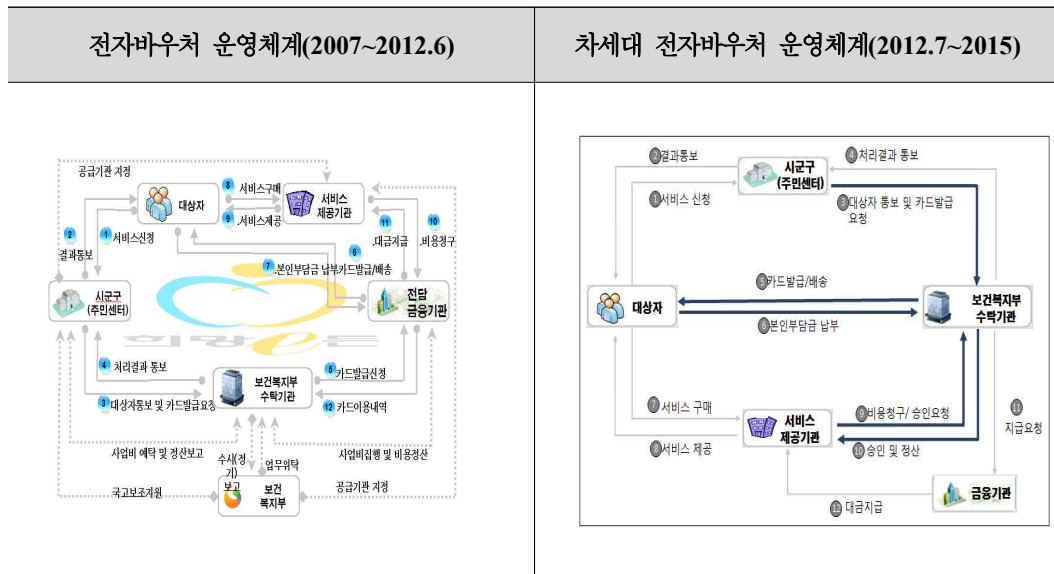 전자바우처 운영체계(2007~2012.6)
차세대 전자바우처 운영체계(2012.7~2015)
공급기관 지정
대상자
8 서비스구매
9 .서비스제공
서비스
제공기관
2
결과통보
1 서비스신청
11
.대금지급
10
.비용청구
6
7 .본인부담금 납부카드발급/배송
시군구
(주민센터)
전담
금융기관
희망e든
4 처리결과 통보
3 대상자통보 및 카드발급요청
보건복지부
수탁기관
5 카드발급신청
12 카드이용내역
사업비 예탁 및 정산보고
수시(정
기)
보고
업무위탁
사업비집행 및 비용정산
국고보조지원
보건
복지부
공급기관 지정
2 결과통보
시군구
(주민센터)
4 처리결과 통보
1 서비스 신청
3 대상자 통보 및 카드발급
요청
5 카드발급/배송
대상자
보건복지부
수탁기관
6 본인부담금 납부
7 서비스 구매
서비스
제공기관
9 비용청구/ 승인요청
11
지급요청
8 서비스 제공
10 승인 및 정산
금융기관
12 대금지급